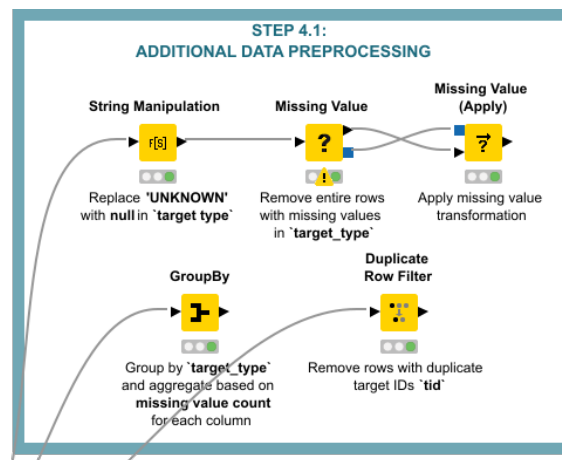 STEP 4.1:
ADDITIONAL DATA PREPROCESSING
String Manipulation
F[S]
Replace 'UNKNOWN'
with null in `target type`
Missing Value
?
Remove entire rows
with missing values
in `target_type`
Missing Value
(Apply)
?
Apply missing value
transformation
GroupBy
Group by `target_type`
and aggregate based on
missing value count
for each column
Duplicate
Row Filter
Remove rows with duplicate
target IDs `tid`